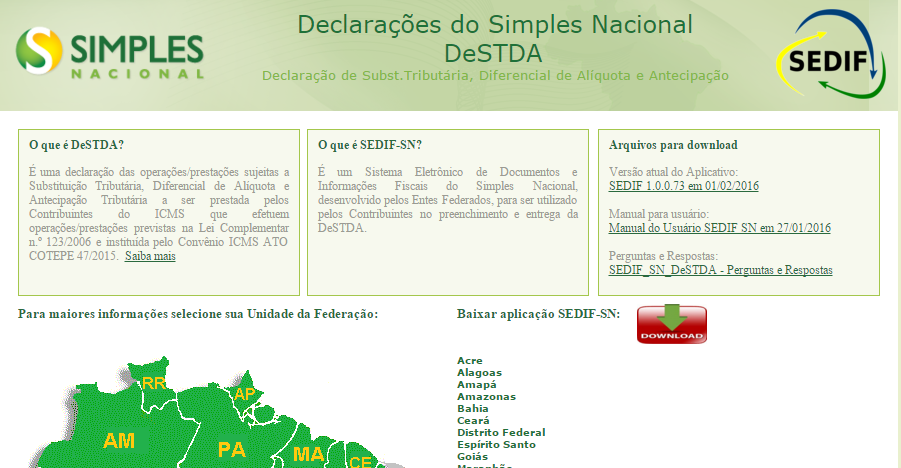 SIMPLES
NACIONAL
Declarações do Simples Nacional
DeSTDA
Declaração de Subst.Tributária, Diferencial de Alíquota e Antecipação
SEDIF
O que é DeSTDA?
É uma declaração das operações/prestações sujeitas a
Substituição Tributária, Diferencial de Alíquota e
Antecipação Tributária a ser prestada pelos
Contribuintes do ICMS que efetuem
operações/prestações previstas na Lei Complementar
n.º 123/2006 e instituída pelo Convênio ICMS ATO
COTEPE 47/2015. Saiba mais
O que é SEDIF-SN?
É um Sistema Eletrônico de Documentos e
Informações Fiscais do Simples Nacional,
desenvolvido pelos Entes Federados, para ser utilizado
pelos Contribuintes no preenchimento e entrega da
DeSTDA.
Arquivos para download
Versão atual do Aplicativo:
SEDIF 1.0.0.73 em 01/02/2016
Manual para usuário:
Manual do Usuário SEDIF SN em 27/01/2016
Perguntas e Respostas:
SEDIF_SN_DeSTDA - Perguntas e Respostas
Para maiores informações selecione sua Unidade da Federação:
RR
AP
AM
PA
MA
CE
Baixar aplicação SEDIF-SN:
DOWNLOAD
Acre
Alagoas
Amapá
Amazonas
Bahia
Ceará
Distrito Federal
Espírito Santo
Goiás
Maranhão